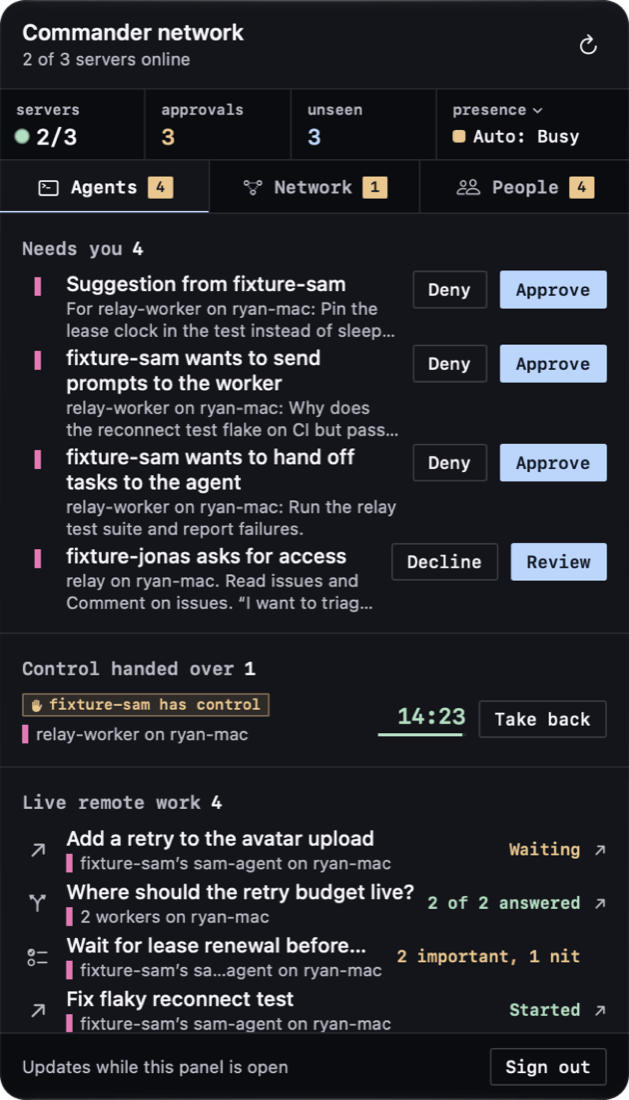 Commander network
2 of 3 servers online
servers approvals unseen presence
2/3 3 3 Auto: Busy
Agents 4 Network 1 People 4
Needs you 4
Suggestion from fixture-sam
For relay-worker on ryan-mac: Pin the
lease clock in the test instead of sleep…
Deny Approve
fixture-sam wants to send
prompts to the worker
relay-worker on ryan-mac: Why does
the reconnect test flake on CI but pass…
Deny Approve
fixture-sam wants to hand off
tasks to the agent
relay-worker on ryan-mac: Run the relay
test suite and report failures.
Deny Approve
fixture-jonas asks for access
relay on ryan-mac. Read issues and
Comment on issues. “I want to triag…
Decline Review
Control handed over 1
fixture-sam has control
relay-worker on ryan-mac
14:23 Take back
Live remote work 4
Add a retry to the avatar upload
fixture-sam’s sam-agent on ryan-mac
Waiting
Where should the retry budget live?
2 workers on ryan-mac
2 of 2 answered
Wait for lease renewal before…
fixture-sam’s sa…agent on ryan-mac
2 important, 1 nit
Fix flaky reconnect test
fixture-sam’s sam-agent on ryan-mac
Started
Updates while this panel is open
Sign out